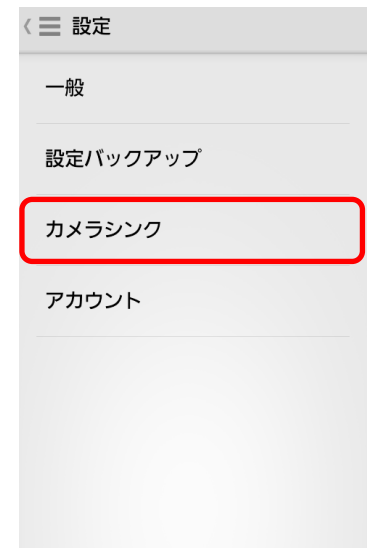 設定
一般
設定バックアップ
カメラシンク
アカウント